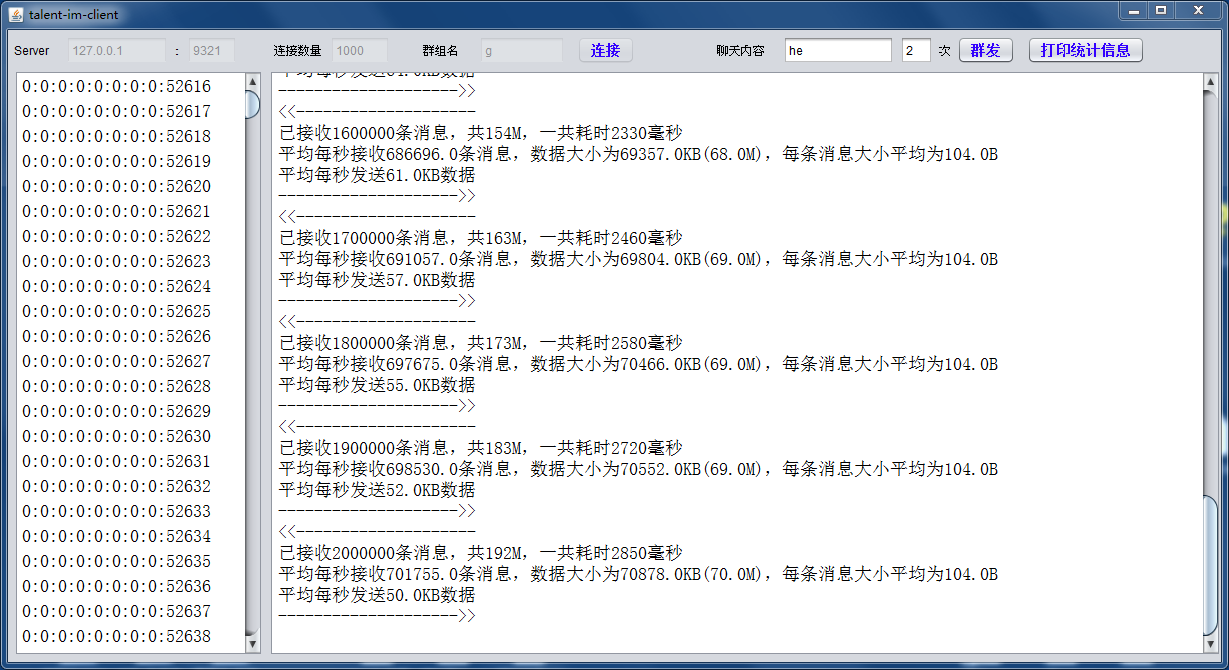 talent-im-client
Server 127.0.0.1 : 9321 连接数量 1000 群组名 g 连接 聊天内容 he 2 次 群发 打印统计信息
0:0:0:0:0:0:0:0:52616
0:0:0:0:0:0:0:0:52617
0:0:0:0:0:0:0:0:52618
0:0:0:0:0:0:0:0:52619
0:0:0:0:0:0:0:0:52620
0:0:0:0:0:0:0:0:52621
0:0:0:0:0:0:0:0:52622
0:0:0:0:0:0:0:0:52623
0:0:0:0:0:0:0:0:52624
0:0:0:0:0:0:0:0:52625
0:0:0:0:0:0:0:0:52626
0:0:0:0:0:0:0:0:52627
0:0:0:0:0:0:0:0:52628
0:0:0:0:0:0:0:0:52629
0:0:0:0:0:0:0:0:52630
0:0:0:0:0:0:0:0:52631
0:0:0:0:0:0:0:0:52632
0:0:0:0:0:0:0:0:52633
0:0:0:0:0:0:0:0:52634
0:0:0:0:0:0:0:0:52635
0:0:0:0:0:0:0:0:52636
0:0:0:0:0:0:0:0:52637
0:0:0:0:0:0:0:0:52638
-------------------->>
<<--------------------
已接收1600000条消息，共154M，一共耗时2330毫秒
平均每秒接收686696.0条消息，数据大小为69357.0KB(68.0M)，每条消息大小平均为104.0B
平均每秒发送61.0KB数据
-------------------->>
<<--------------------
已接收1700000条消息，共163M，一共耗时2460毫秒
平均每秒接收691057.0条消息，数据大小为69804.0KB(69.0M)，每条消息大小平均为104.0B
平均每秒发送57.0KB数据
-------------------->>
<<--------------------
已接收1800000条消息，共173M，一共耗时2580毫秒
平均每秒接收697675.0条消息，数据大小为70466.0KB(69.0M)，每条消息大小平均为104.0B
平均每秒发送55.0KB数据
-------------------->>
<<--------------------
已接收1900000条消息，共183M，一共耗时2720毫秒
平均每秒接收698530.0条消息，数据大小为70552.0KB(69.0M)，每条消息大小平均为104.0B
平均每秒发送52.0KB数据
-------------------->>
<<--------------------
已接收2000000条消息，共192M，一共耗时2850毫秒
平均每秒接收701755.0条消息，数据大小为70878.0KB(70.0M)，每条消息大小平均为104.0B
平均每秒发送50.0KB数据
-------------------->>